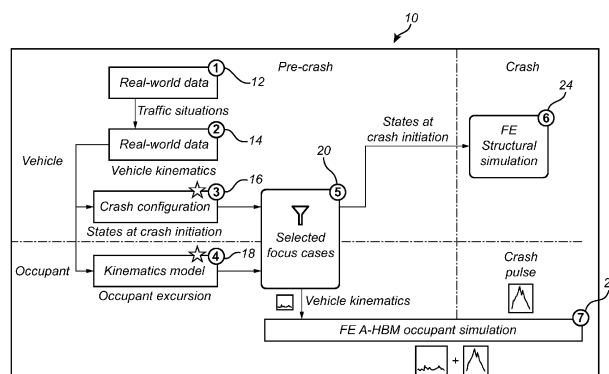 10
Pre-crash
Crash
Real-world data
1
12
Traffic situations
Real-world data
2
14
Vehicle kinematics
Vehicle
Crash configuration
3
16
States at crash initiation
Occupant
Kinematics model
4
18
Occupant excursion
20
5
Selected
focus cases
States at
crash initiation
24
6
FE
Structural
simulation
Vehicle kinematics
Crash
pulse
FE A-HBM occupant simulation
7
2
+